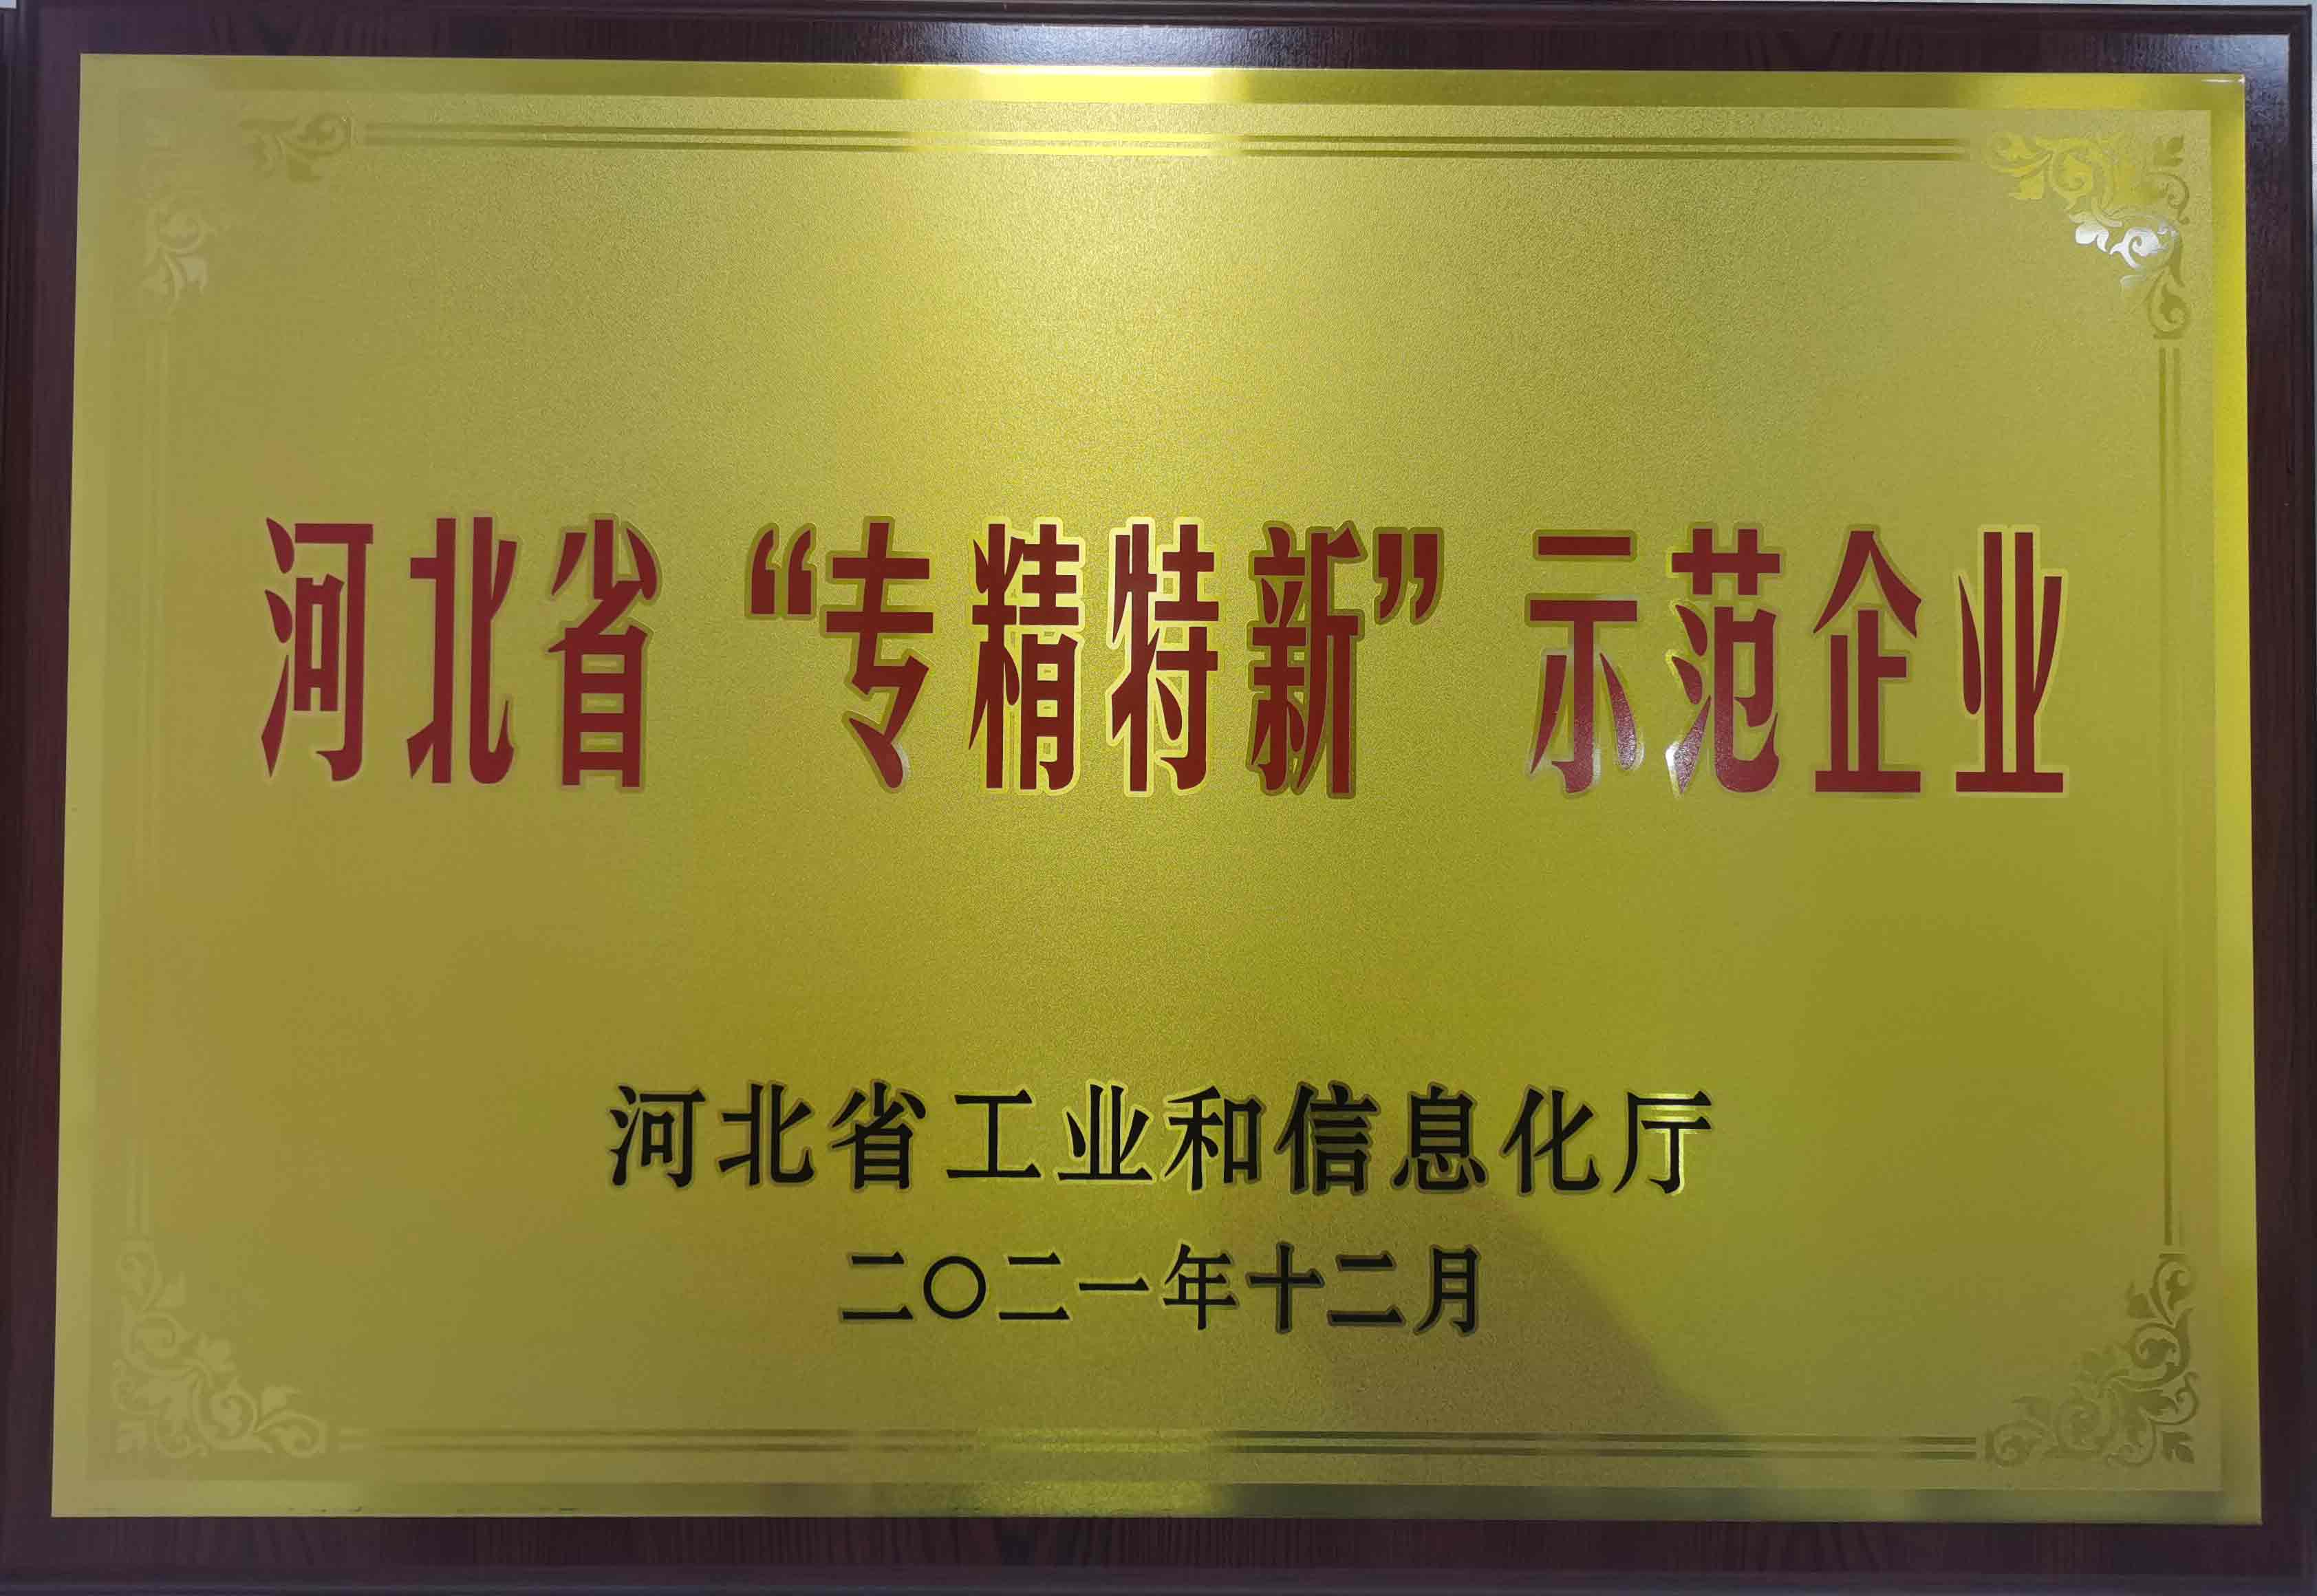 河北省“专精特新”示范企业
河北省工业和信息化厅
二〇二一年十二月